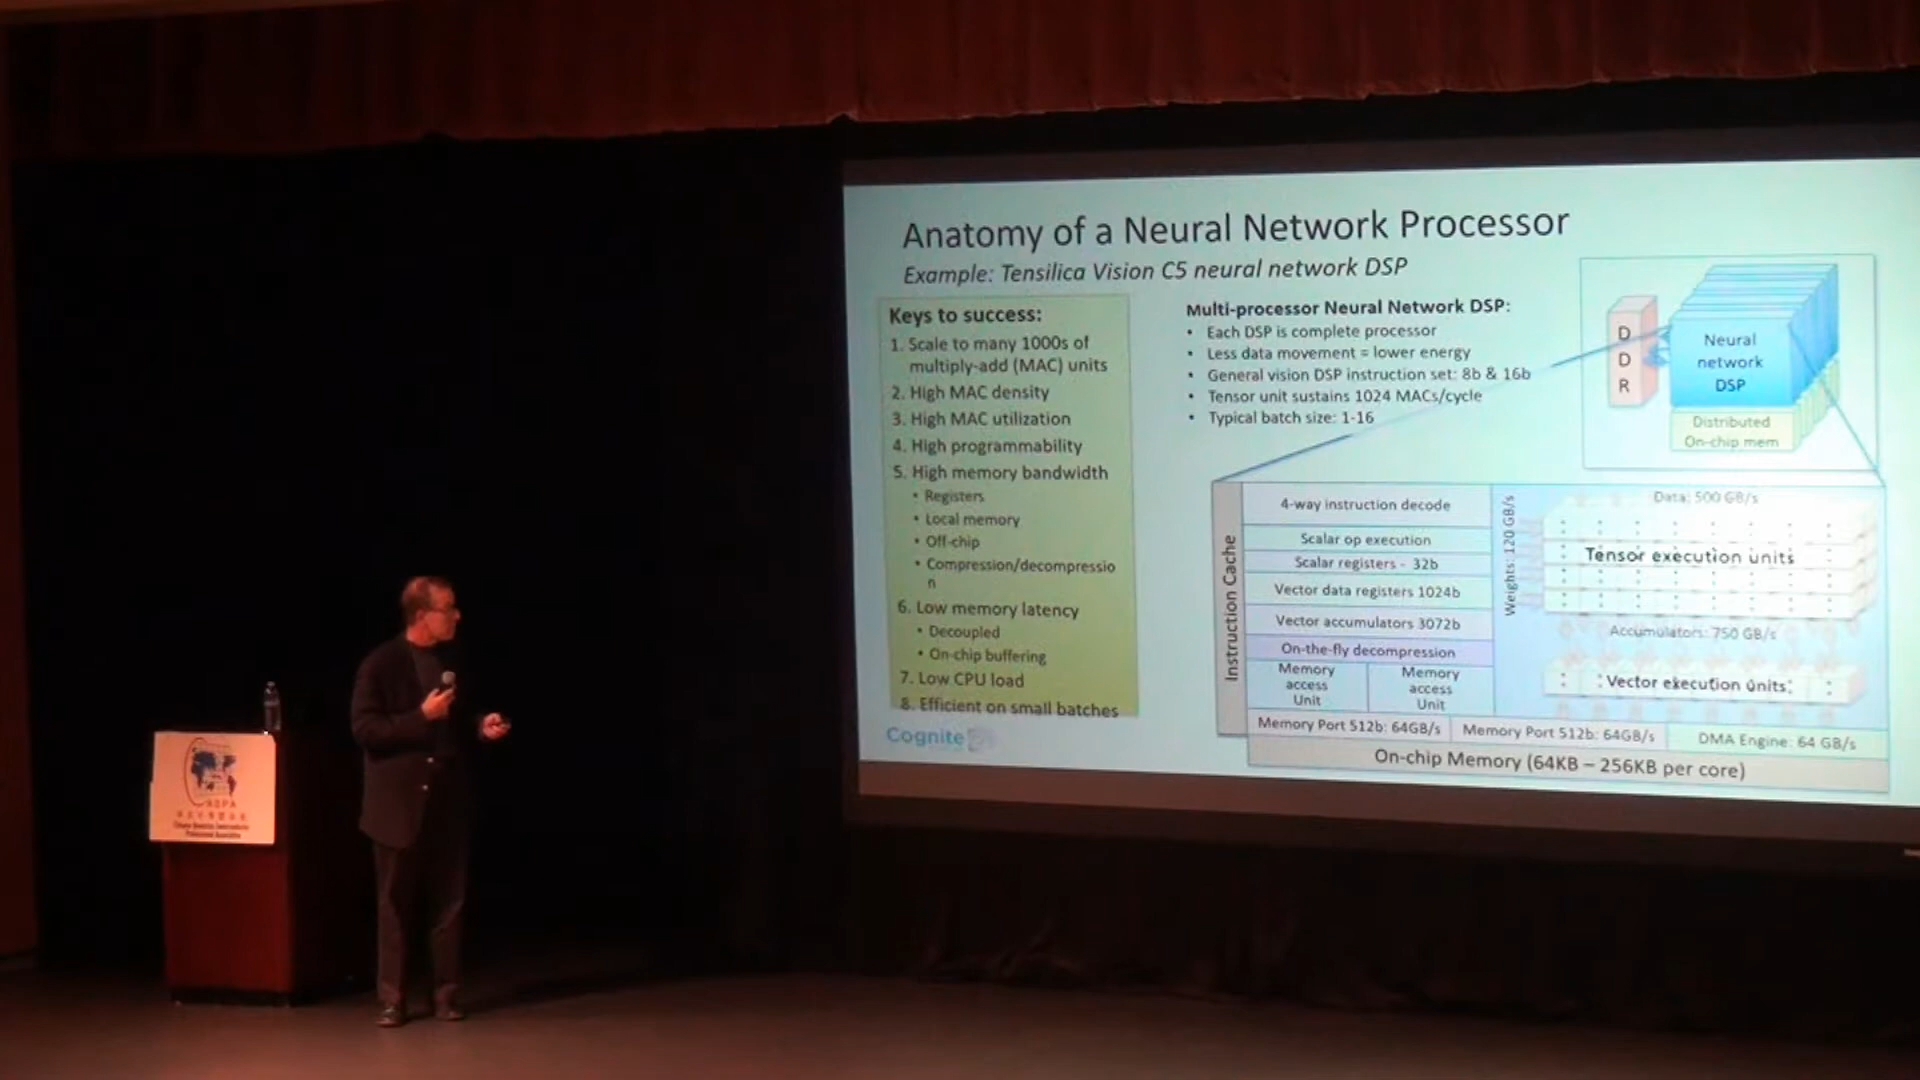 Anatomy of a Neural Network Processor
Example: Tensilica Vision C5 neural network DSP
Keys to success:
1. Scale to many 1000s of
multiply-add (MAC) units
2. High MAC density
3. High MAC utilization
4. High programmability
5. High memory bandwidth
• Registers
• Local memory
• Off-chip
• Compression/decompressio
n
6. Low memory latency
• Decoupled
• On-chip buffering
7. Low CPU load
8. Efficient on small batches
Cognite
Multi-processor Neural Network DSP:
• Each DSP is complete processor
• Less data movement = lower energy
• General vision DSP instruction set: 8b & 16b
• Tensor unit sustains 1024 MACs/cycle
• Typical batch size: 1-16
D
D
R
Neural
network
DSP
Distributed
On-chip mem
Instruction Cache
4-way instruction decode
Scalar op execution
Scalar registers - 32b
Vector data registers 1024b
Vector accumulators 3072b
On-the-fly decompression
Memory
access
Unit
Memory
access
Unit
Weights: 120 GB/s
Data: 500 GB/s
Tensor execution units
Accumulators: 750 GB/s
Vector execution units
Memory Port 512b: 64GB/s
Memory Port 512b: 64GB/s
DMA Engine: 64 GB/s
On-chip Memory (64KB – 256KB per core)